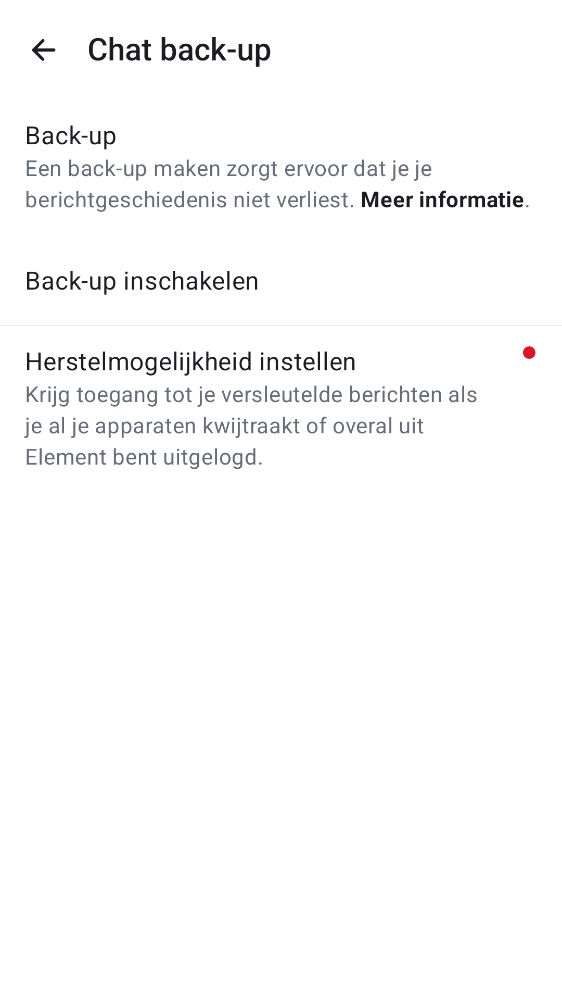 Chat back-up
Back-up
Een back-up maken zorgt ervoor dat je je
berichtgeschiedenis niet verliest. Meer informatie.
Back-up inschakelen
Herstelmogelijkheid instellen
Krijg toegang tot je versleutelde berichten als
je al je apparaten kwijtraakt of overal uit
Element bent uitgelogd.